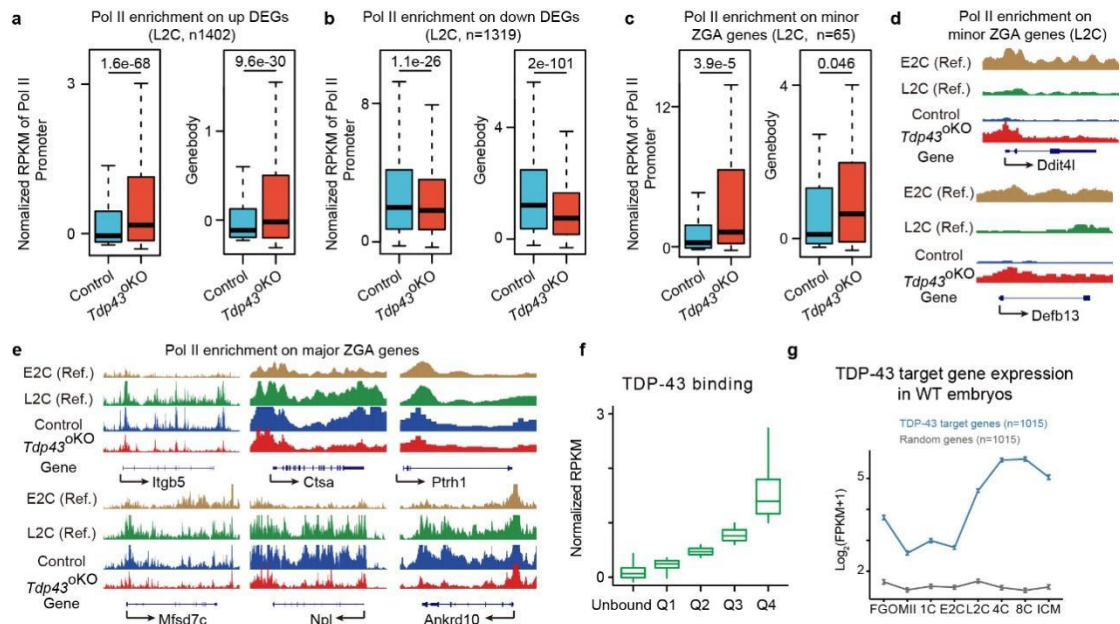 a
Pol II enrichment on up DEGs
(L2C, n1402)
1.6e-68
9.6e-30
Normalized RPKM of Pol II
Promoter
3
0
Genebody
1
0
Control
Tdp43oKO
Control
Tdp43oKO
b
Pol II enrichment on down DEGs
(L2C, n=1319)
1.1e-26
2e-101
Normalized RPKM of Pol II
Promoter
8
0
Genebody
4
0
Control
Tdp43oKO
Control
Tdp43oKO
c
Pol II enrichment on minor
ZGA genes (L2C, n=65)
3.9e-5
0.046
Normalized RPKM of Pol II
Promoter
12
0
Genebody
4
0
Control
Tdp43oKO
Control
Tdp43oKO
d
Pol II enrichment on
minor ZGA genes (L2C)
E2C (Ref.)
L2C (Ref.)
Control
Tdp43oKO
Gene
Ddit4l
E2C (Ref.)
L2C (Ref.)
Control
Tdp43oKO
Gene
Defb13
e
Pol II enrichment on major ZGA genes
E2C (Ref.)
L2C (Ref.)
Control
Tdp43oKO
Gene
Itgb5 Ctsa Ptrh1
E2C (Ref.)
L2C (Ref.)
Control
Tdp43oKO
Gene
Mfsd7c Npl Ankrd10
f
TDP-43 binding
Normalized RPKM
3
0
Unbound Q1 Q2 Q3 Q4
g
TDP-43 target gene expression
in WT embryos
TDP-43 target genes (n=1015)
Random genes (n=1015)
Log2(FPKM+1)
5
2
FGOMII 1C E2CL2C 4C 8C ICM